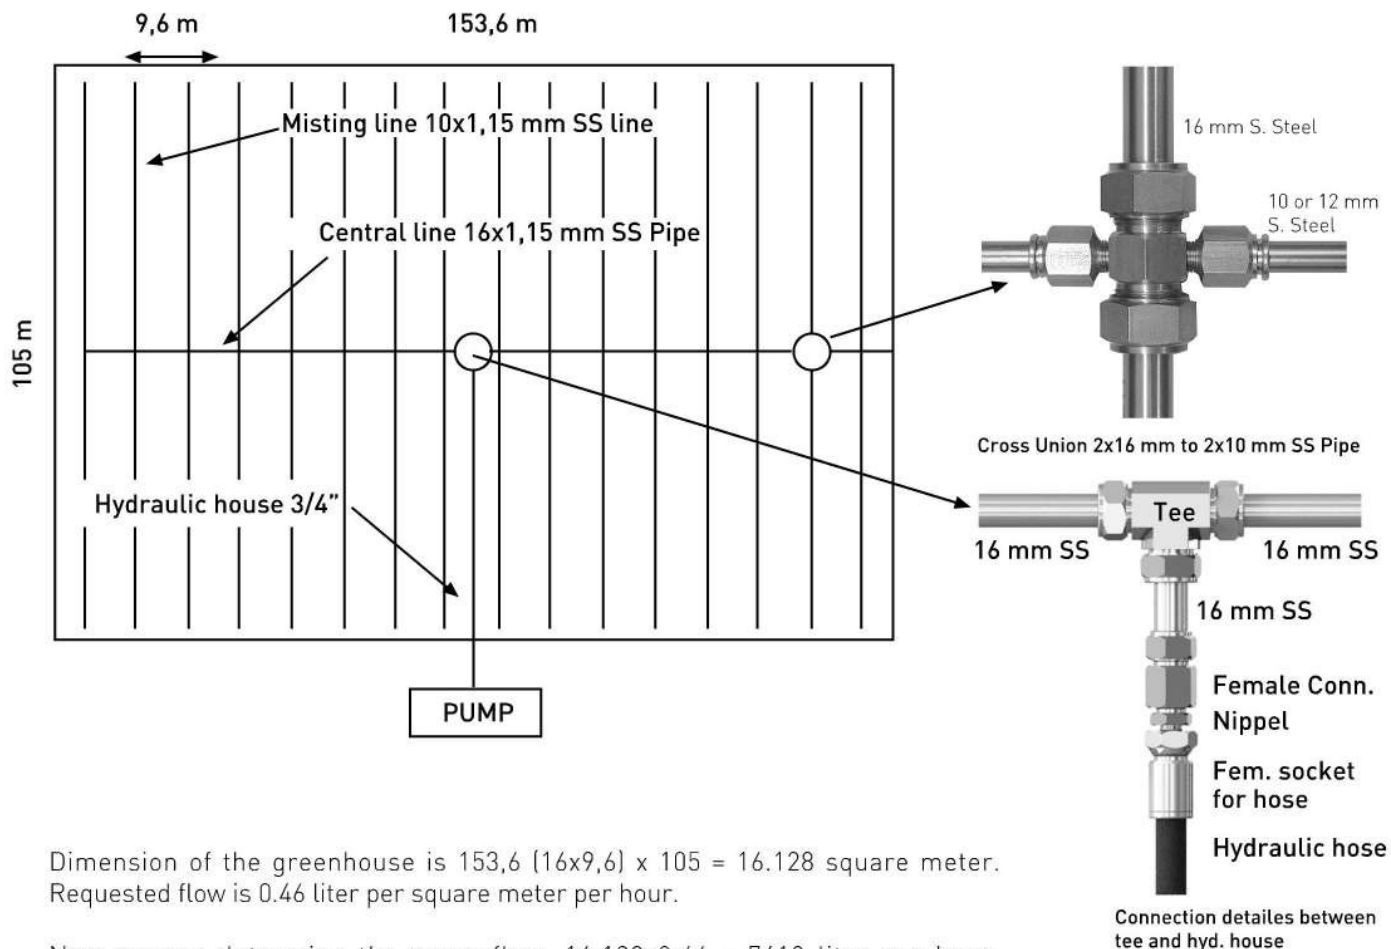 9,6 m
153,6 m
Misting line 10x1,15 mm SS line
Central line 16x1,15 mm SS Pipe
105 m
Hydraulic house 3/4”
PUMP
16 mm S. Steel
10 or 12 mm
S. Steel
Cross Union 2x16 mm to 2x10 mm SS Pipe
Tee
16 mm SS
16 mm SS
16 mm SS
Female Conn.
Nippel
Fem. socket
for hose
Hydraulic hose
Connection detailes between
tee and hyd. house
Dimension of the greenhouse is 153,6 (16x9,6) x 105 = 16.128 square meter.
Requested flow is 0.46 liter per square meter per hour.